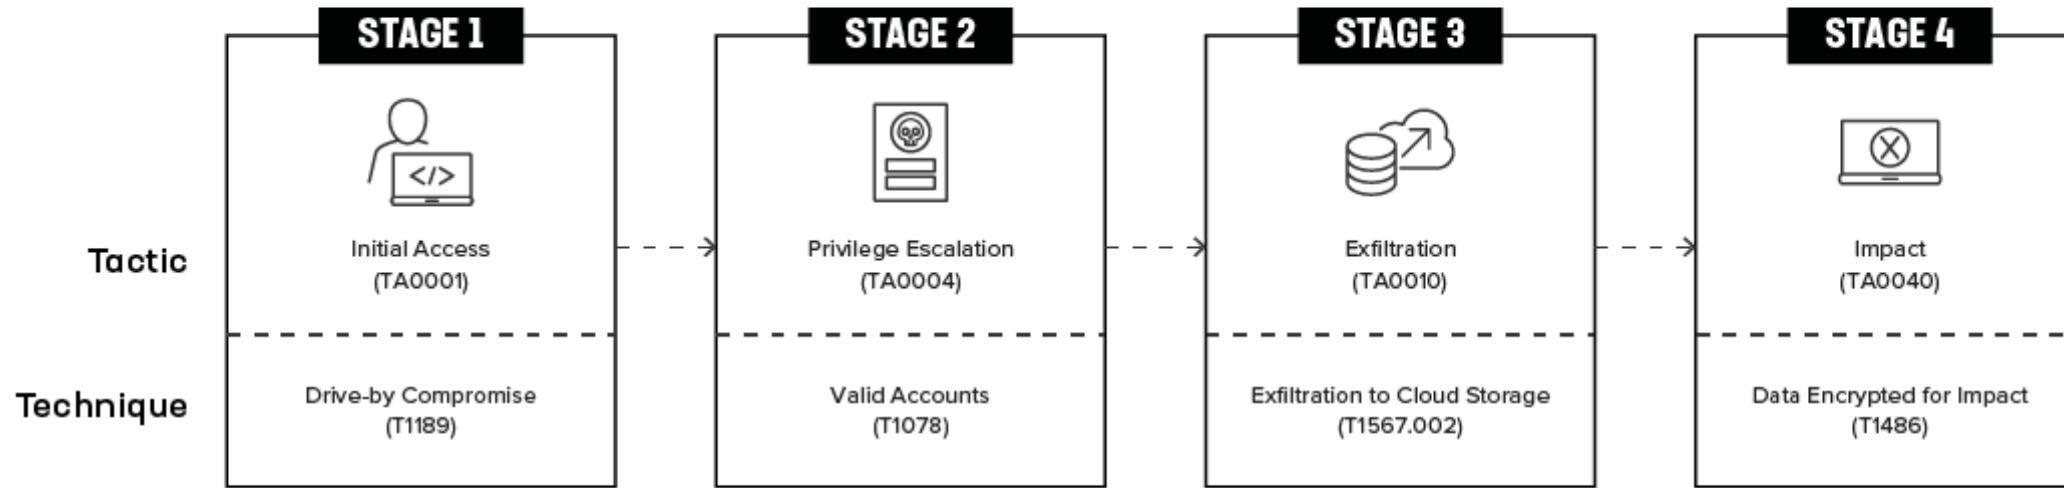 STAGE 1
STAGE 2
STAGE 3
STAGE 4
</>
Tactic
Initial Access
(TA0001)
Privilege Escalation
(TA0004)
Exfiltration
(TA0010)
Impact
(TA0040)
Technique
Drive-by Compromise
(T1189)
Valid Accounts
(T1078)
Exfiltration to Cloud Storage
(T1567.002)
Data Encrypted for Impact
(T1486)